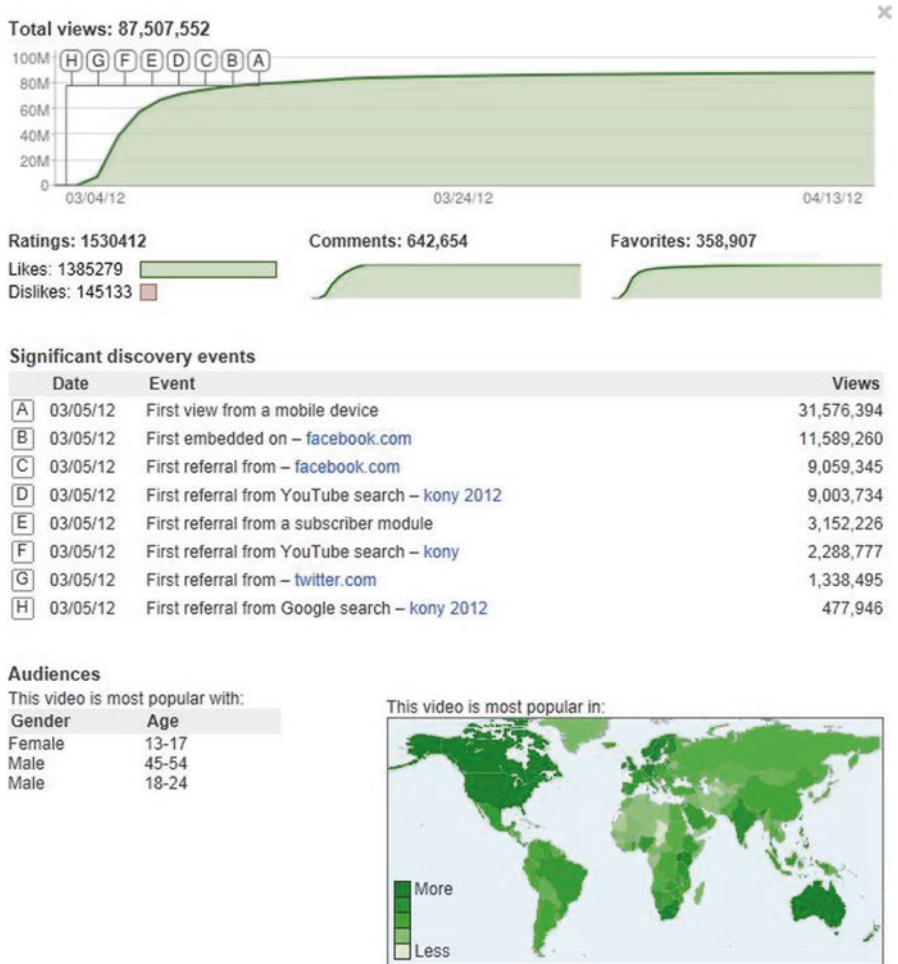 Total views: 87,507,552
100M
H G F E D C B A
80M
60M
40M
20M
0
03/04/12 03/24/12 04/13/12
Ratings: 1530412 Comments: 642,654 Favorites: 358,907
Likes: 1385279
Dislikes: 145133
Significant discovery events
Date Event Views
A 03/05/12 First view from a mobile device 31,576,394
B 03/05/12 First embedded on – facebook.com 11,589,260
C 03/05/12 First referral from – facebook.com 9,059,345
D 03/05/12 First referral from YouTube search – kony 2012 9,003,734
E 03/05/12 First referral from a subscriber module 3,152,226
F 03/05/12 First referral from YouTube search – kony 2,288,777
G 03/05/12 First referral from – twitter.com 1,338,495
H 03/05/12 First referral from Google search – kony 2012 477,946
Audiences
This video is most popular with:
Gender Age
Female 13-17
Male 45-54
Male 18-24
This video is most popular in:
More
Less